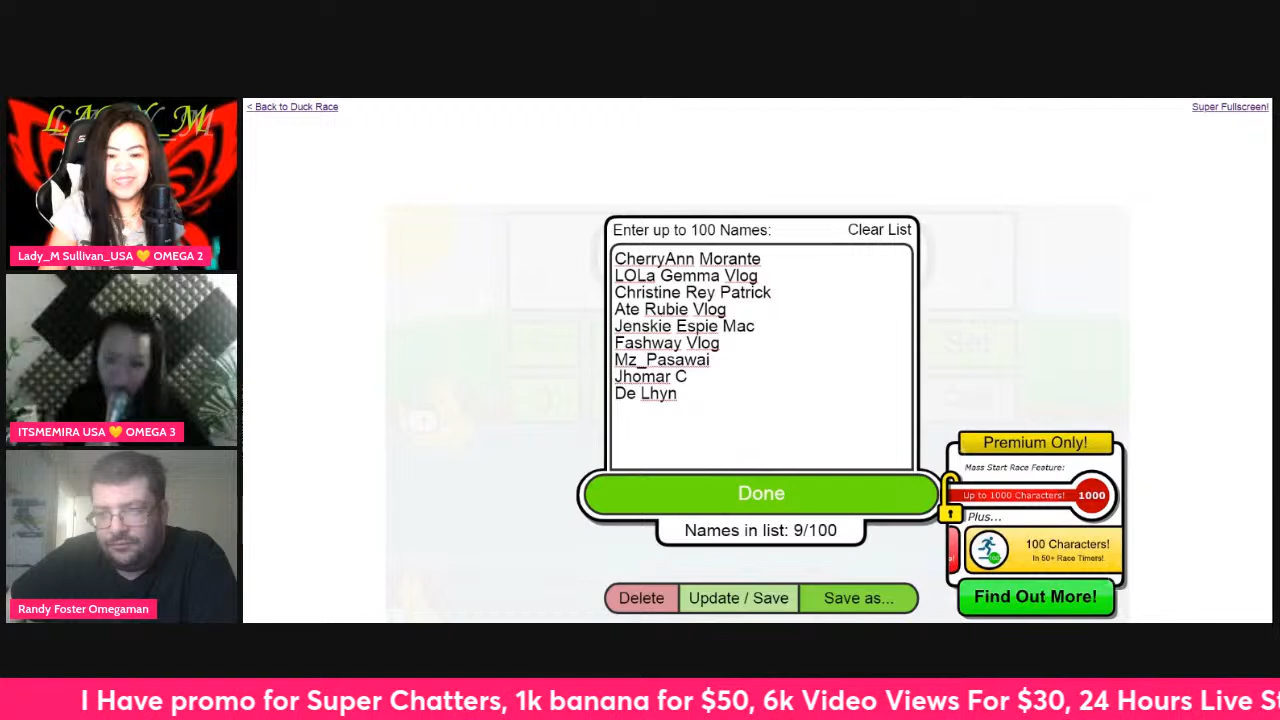 LADY_M
Lady_M Sullivan_USA 💛 OMEGA 2
ITSMEMIRA USA 💛 OMEGA 3
Randy Foster Omegaman
< Back to Duck Race
Super Fullscreen!
Enter up to 100 Names:
Clear List
CherryAnn Morante
LOLa Gemma Vlog
Christine Rey Patrick
Ate Rubie Vlog
Jenskie Espie Mac
Fashway Vlog
Mz_Pasawai
Jhomar C
De Lhyn
Done
Names in list: 9/100
Delete
Update / Save
Save as...
Premium Only!
Mass Start Race Feature:
Up to 1000 Characters!
1000
Plus...
100 Characters!
In 50+ Race Timers!
Find Out More!
I Have promo for Super Chatters, 1k banana for $50, 6k Video Views For $30, 24 Hours Live S